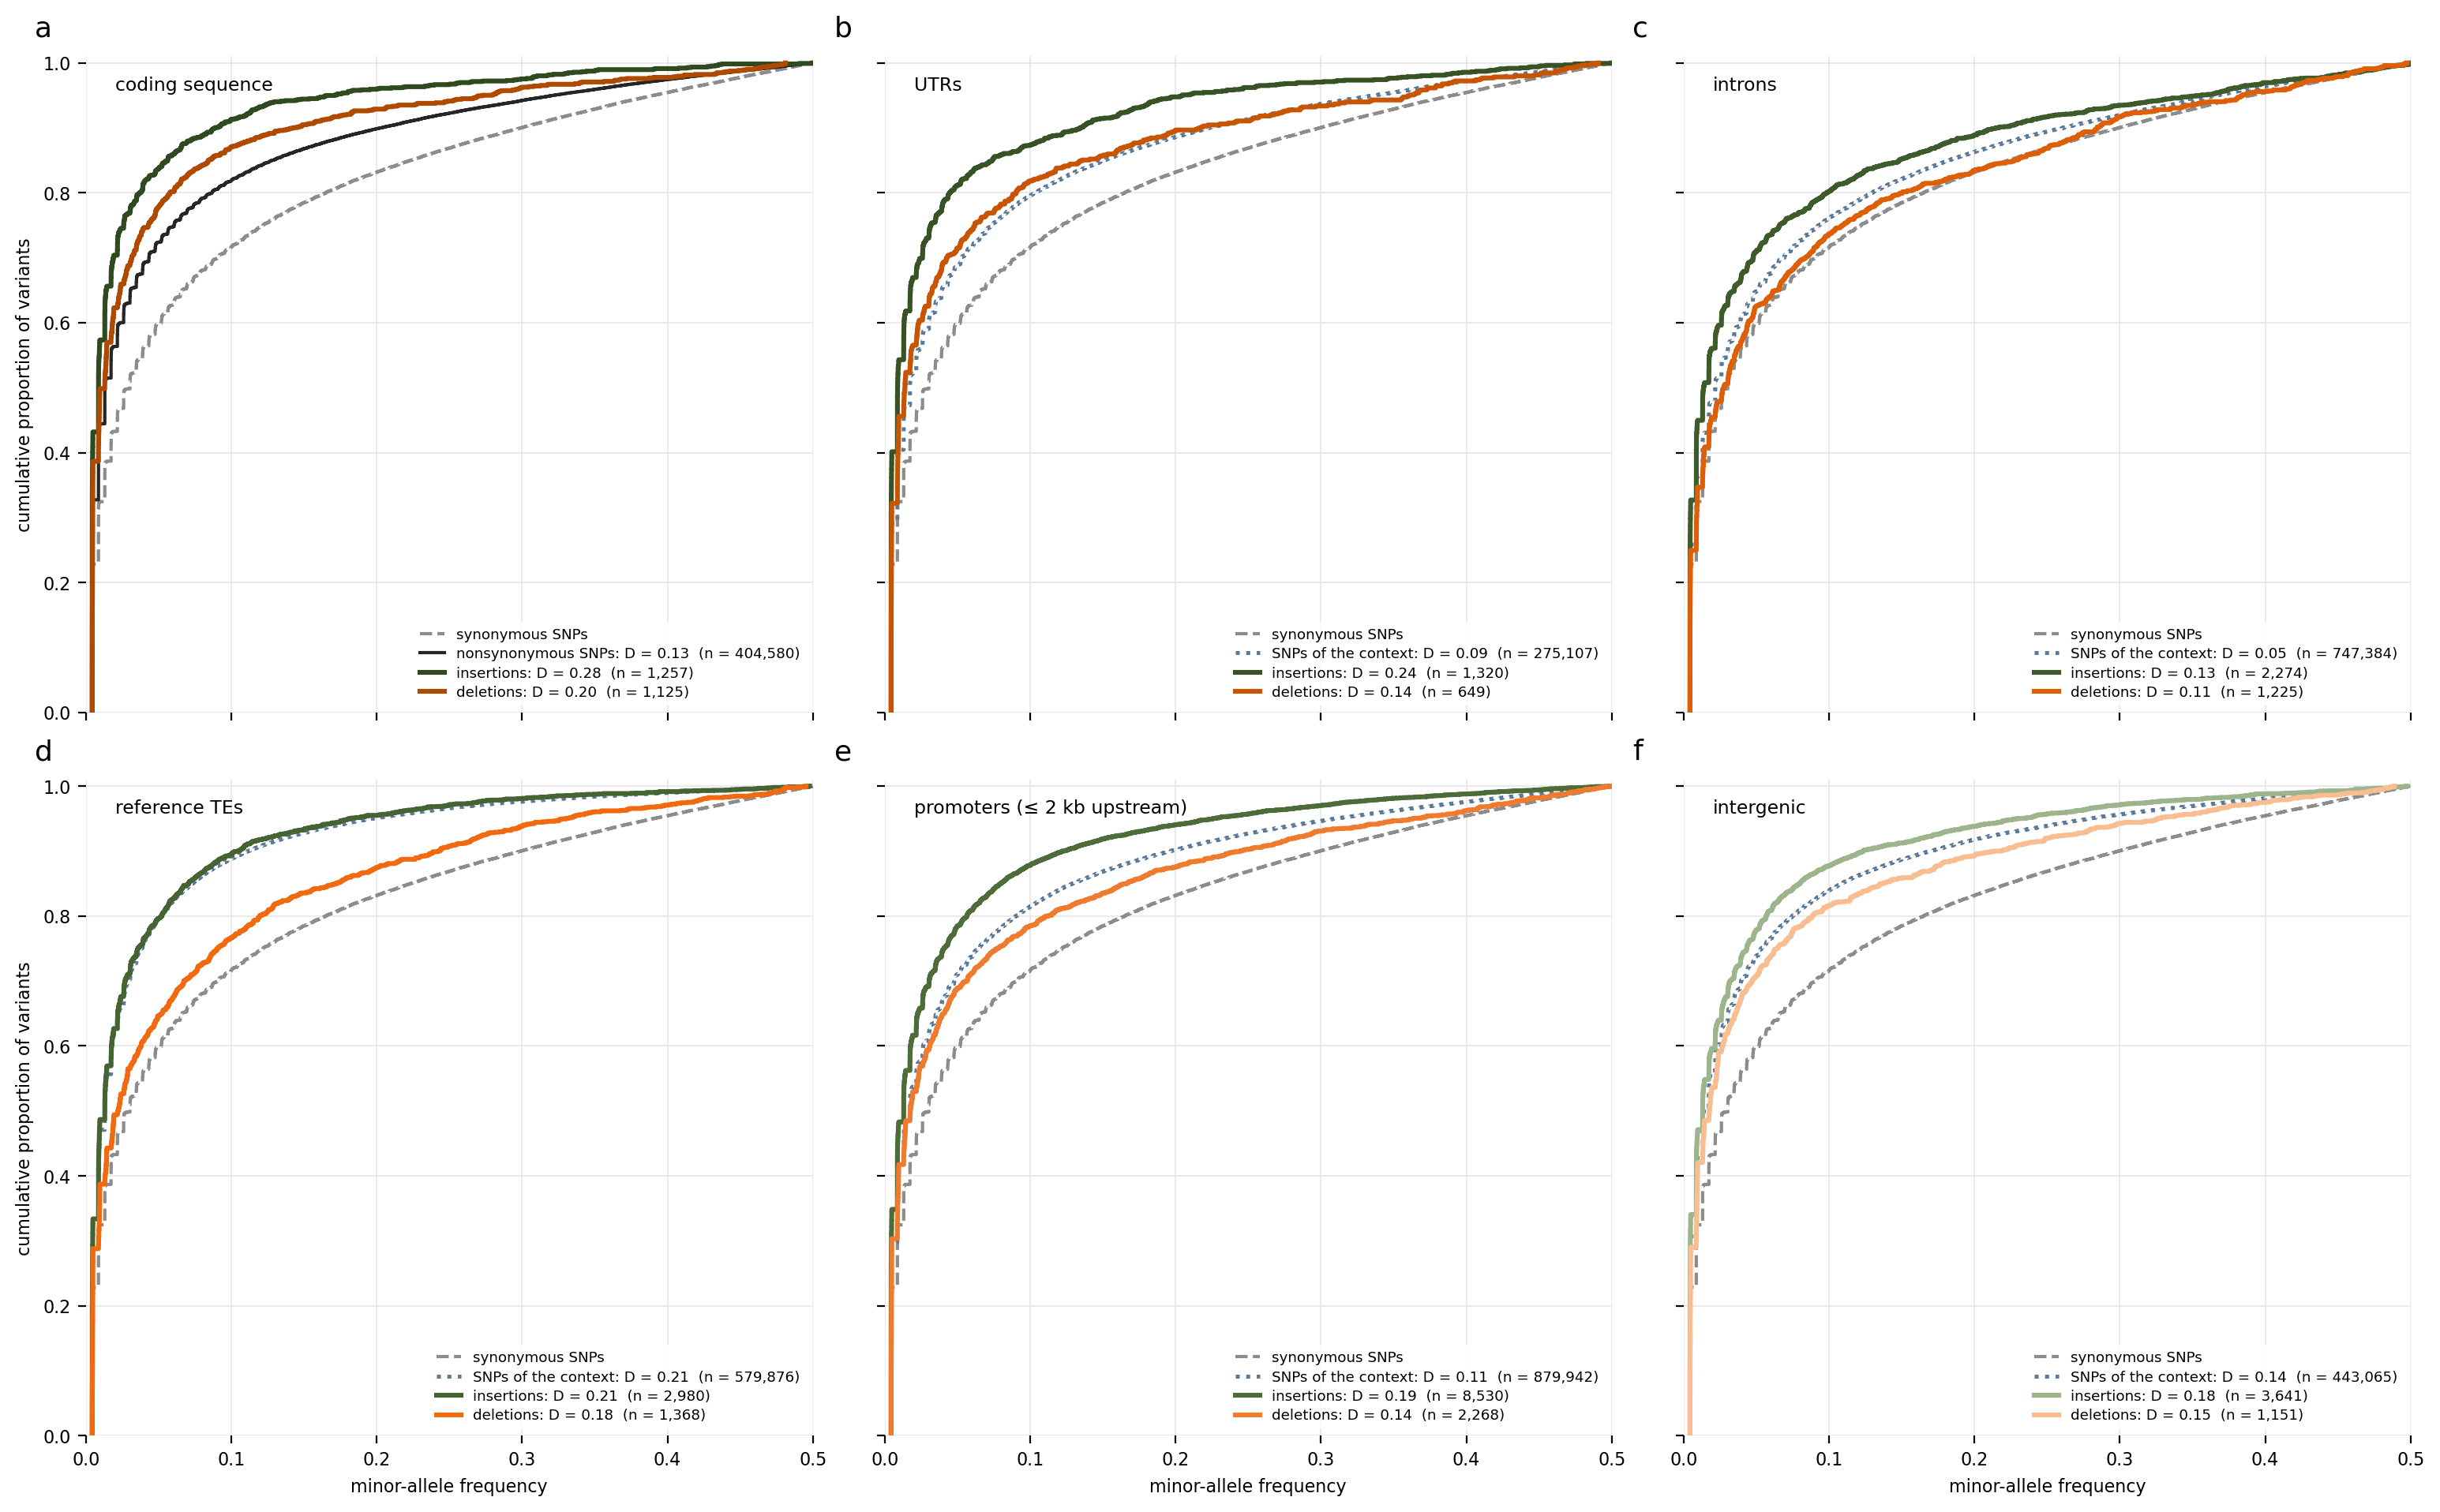 a
coding sequence
cumulative proportion of variants
1.0
0.8
0.6
0.4
0.2
0.0
synonymous SNPs
nonsynonymous SNPs: D = 0.13 (n = 404,580)
insertions: D = 0.28 (n = 1,257)
deletions: D = 0.20 (n = 1,125)
b
UTRs
synonymous SNPs
SNPs of the context: D = 0.09 (n = 275,107)
insertions: D = 0.24 (n = 1,320)
deletions: D = 0.14 (n = 649)
c
introns
synonymous SNPs
SNPs of the context: D = 0.05 (n = 747,384)
insertions: D = 0.13 (n = 2,274)
deletions: D = 0.11 (n = 1,225)
d
reference TEs
cumulative proportion of variants
1.0
0.8
0.6
0.4
0.2
0.0
synonymous SNPs
SNPs of the context: D = 0.21 (n = 579,876)
insertions: D = 0.21 (n = 2,980)
deletions: D = 0.18 (n = 1,368)
0.0 0.1 0.2 0.3 0.4 0.5
minor-allele frequency
e
promoters (≤ 2 kb upstream)
synonymous SNPs
SNPs of the context: D = 0.11 (n = 879,942)
insertions: D = 0.19 (n = 8,530)
deletions: D = 0.14 (n = 2,268)
0.0 0.1 0.2 0.3 0.4 0.5
minor-allele frequency
f
intergenic
synonymous SNPs
SNPs of the context: D = 0.14 (n = 443,065)
insertions: D = 0.18 (n = 3,641)
deletions: D = 0.15 (n = 1,151)
0.0 0.1 0.2 0.3 0.4 0.5
minor-allele frequency